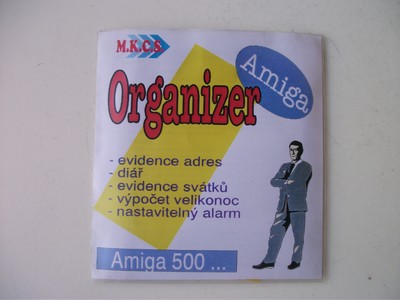 M.K.C.S.
Amiga
Organizer
- evidence adres
- diář
- evidence svátků
- výpočet velikonoc
- nastavitelný alarm
Amiga 500 ...